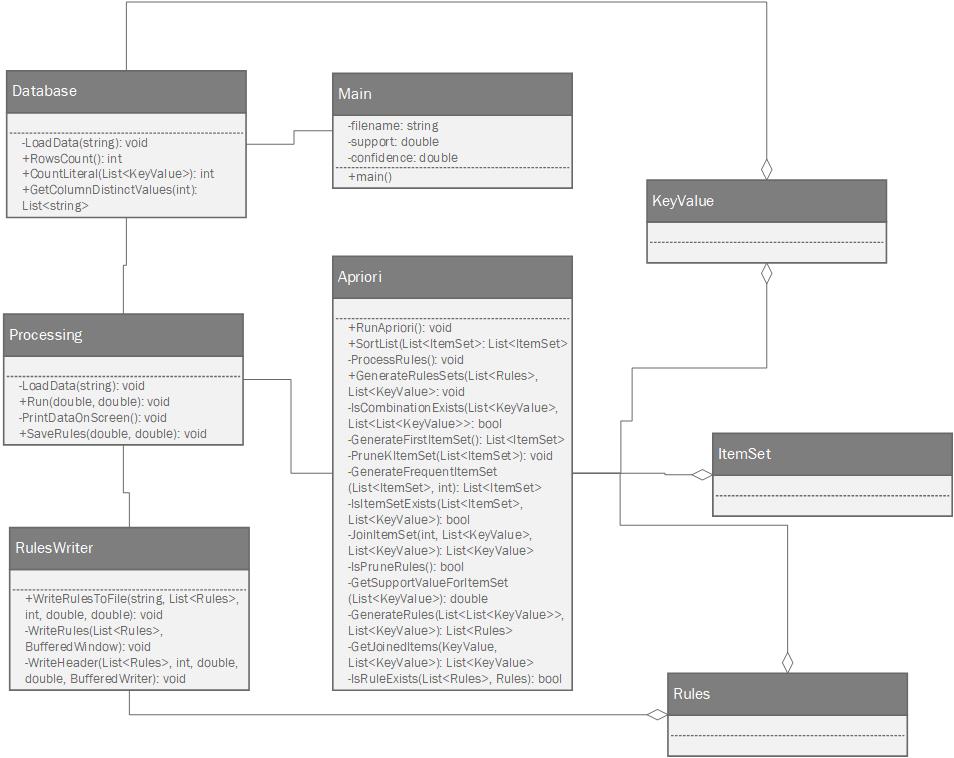 Database
-LoadData(string): void
+RowsCount(): int
+CountLiteral(List<KeyValue>): int
+GetColumnDistinctValues(int):
List<string>
Main
-filename: string
-support: double
-confidence: double
+main()
KeyValue
Processing
-LoadData(string): void
+Run(double, double): void
-PrintDataOnScreen(): void
+SaveRules(double, double): void
Apriori
+RunApriori(): void
+SortList(List<ItemSet>: List<ItemSet>
-ProcessRules(): void
+GenerateRulesSets(List<Rules>,
List<KeyValue>: void
-IsCombinationExists(List<KeyValue>,
List<List<KeyValue>>: bool
-GenerateFirstItemSet(): List<ItemSet>
-PruneKItemSet(List<ItemSet>): void
-GenerateFrequentItemSet
(List<ItemSet>, int): List<ItemSet>
-IsItemSetExists(List<ItemSet>,
List<KeyValue>): bool
-JoinItemSet(int, List<KeyValue>,
List<KeyValue>): List<KeyValue>
-IsPruneRules(): bool
-GetSupportValueForItemSet
(List<KeyValue>): double
-GenerateRules(List<List<KeyValue>>,
List<KeyValue>): List<Rules>
-GetJoinedItems(KeyValue,
List<KeyValue>): List<KeyValue>
-IsRuleExists(List<Rules>, Rules): bool
ItemSet
RulesWriter
+WriteRulesToFile(string, List<Rules>,
int, double, double): void
-WriteRules(List<Rules>,
BufferedWindow): void
-WriteHeader(List<Rules>, int, double,
double, BufferedWriter): void
Rules